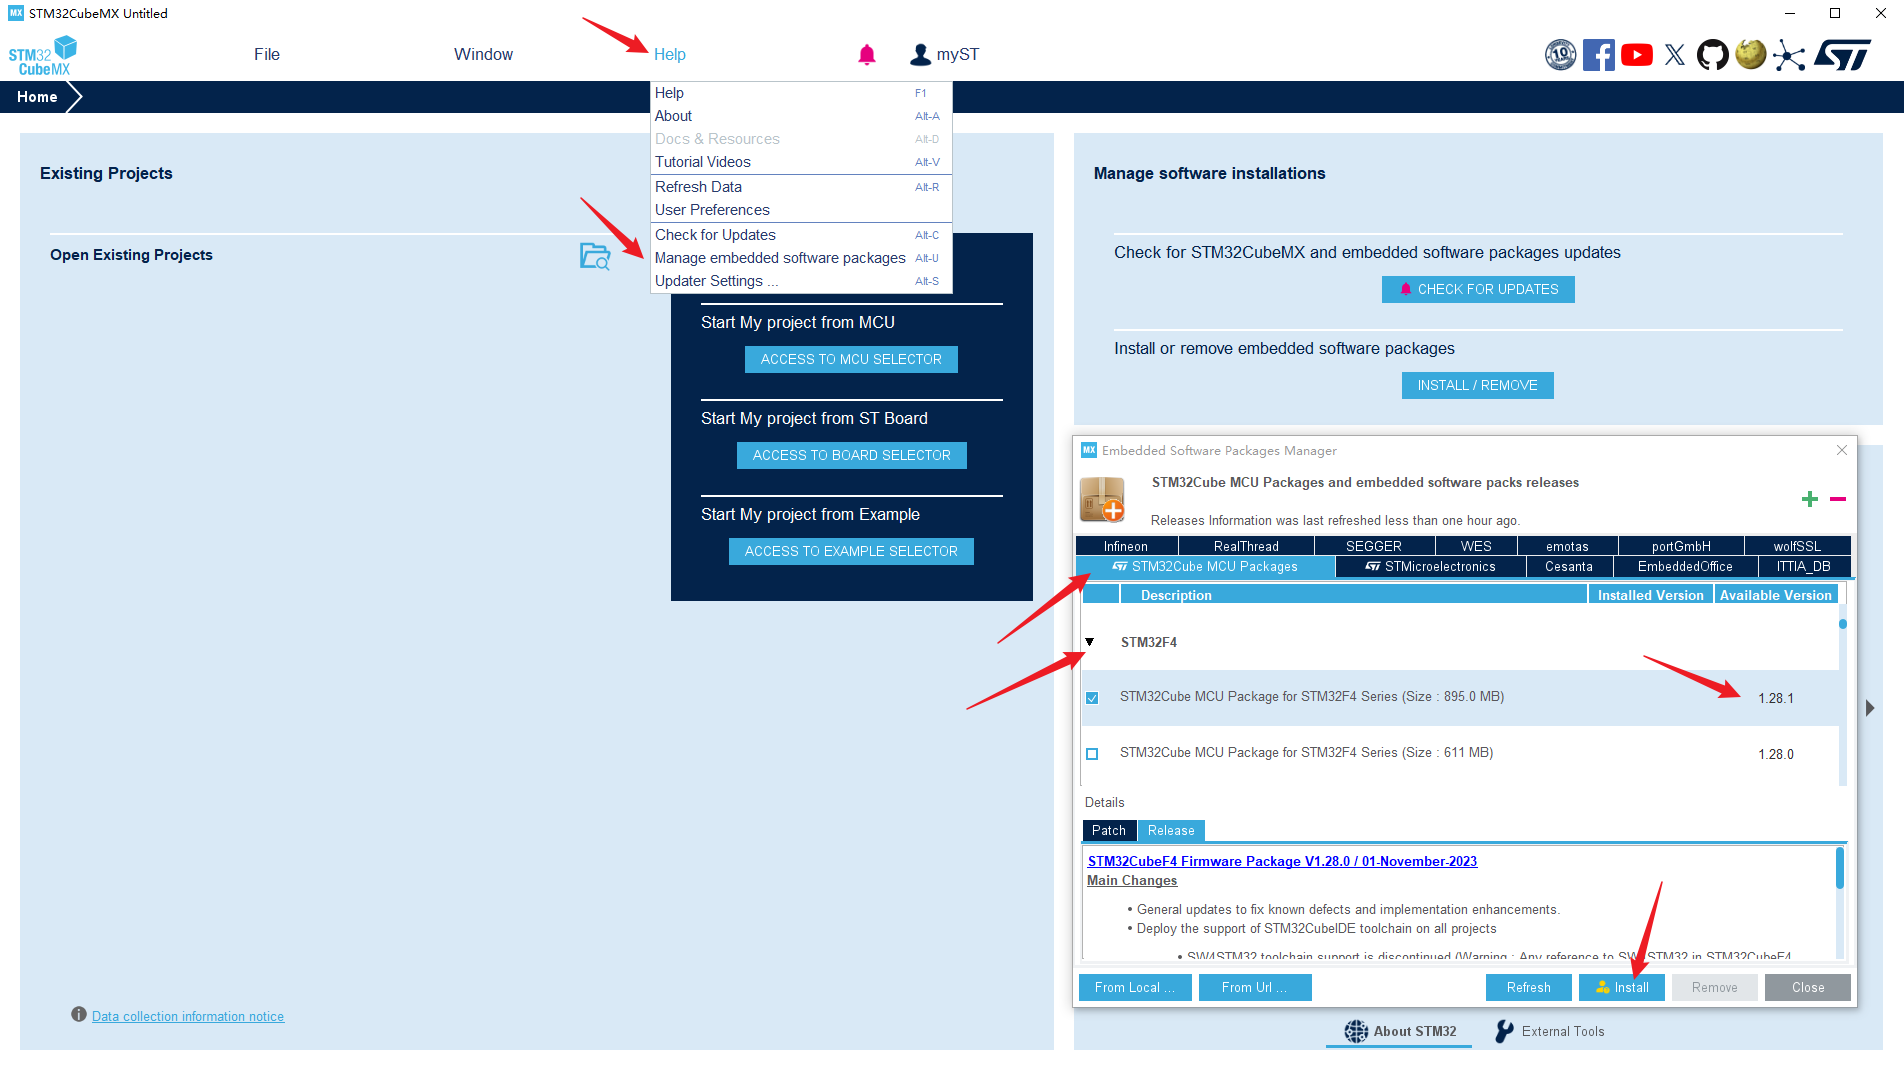 MX STM32CubeMX Untitled
STM32
CubeMX
File
Window
Help
myST
10
Home
Help F1
About Alt-A
Docs & Resources Alt-D
Tutorial Videos Alt-V
Refresh Data Alt-R
User Preferences
Check for Updates Alt-C
Manage embedded software packages Alt-U
Updater Settings ... Alt-S
Existing Projects
Open Existing Projects
Start My project from MCU
ACCESS TO MCU SELECTOR
Start My project from ST Board
ACCESS TO BOARD SELECTOR
Start My project from Example
ACCESS TO EXAMPLE SELECTOR
Data collection information notice
Manage software installations
Check for STM32CubeMX and embedded software packages updates
CHECK FOR UPDATES
Install or remove embedded software packages
INSTALL / REMOVE
MX Embedded Software Packages Manager
STM32Cube MCU Packages and embedded software packs releases
Releases Information was last refreshed less than one hour ago.
Infineon RealThread SEGGER WES emotas portGmbH wolfSSL
STM32Cube MCU Packages STMicroelectronics Cesanta EmbeddedOffice ITTIA_DB
Description Installed Version Available Version
STM32F4
STM32Cube MCU Package for STM32F4 Series (Size : 895.0 MB) 1.28.1
STM32Cube MCU Package for STM32F4 Series (Size : 611 MB) 1.28.0
Details
Patch Release
STM32CubeF4 Firmware Package V1.28.0 / 01-November-2023
Main Changes
• General updates to fix known defects and implementation enhancements.
• Deploy the support of STM32CubeIDE toolchain on all projects
• SW4STM32 toolchain support is discontinued (Warning : Any reference to SW4STM32 in STM32CubeF4
From Local ... From Url ... Refresh Install Remove Close
About STM32 External Tools